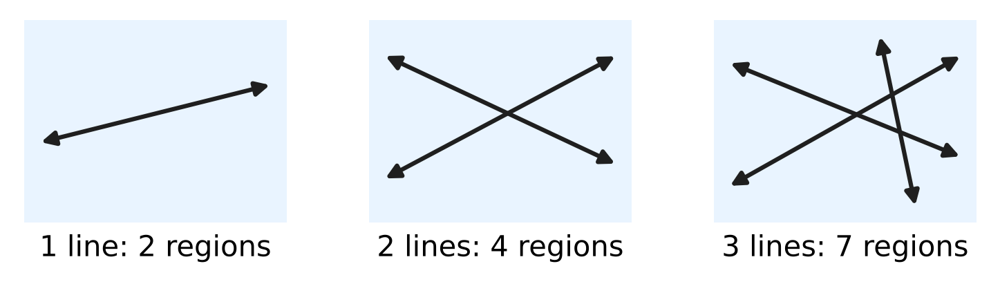 1 line: 2 regions
2 lines: 4 regions
3 lines: 7 regions